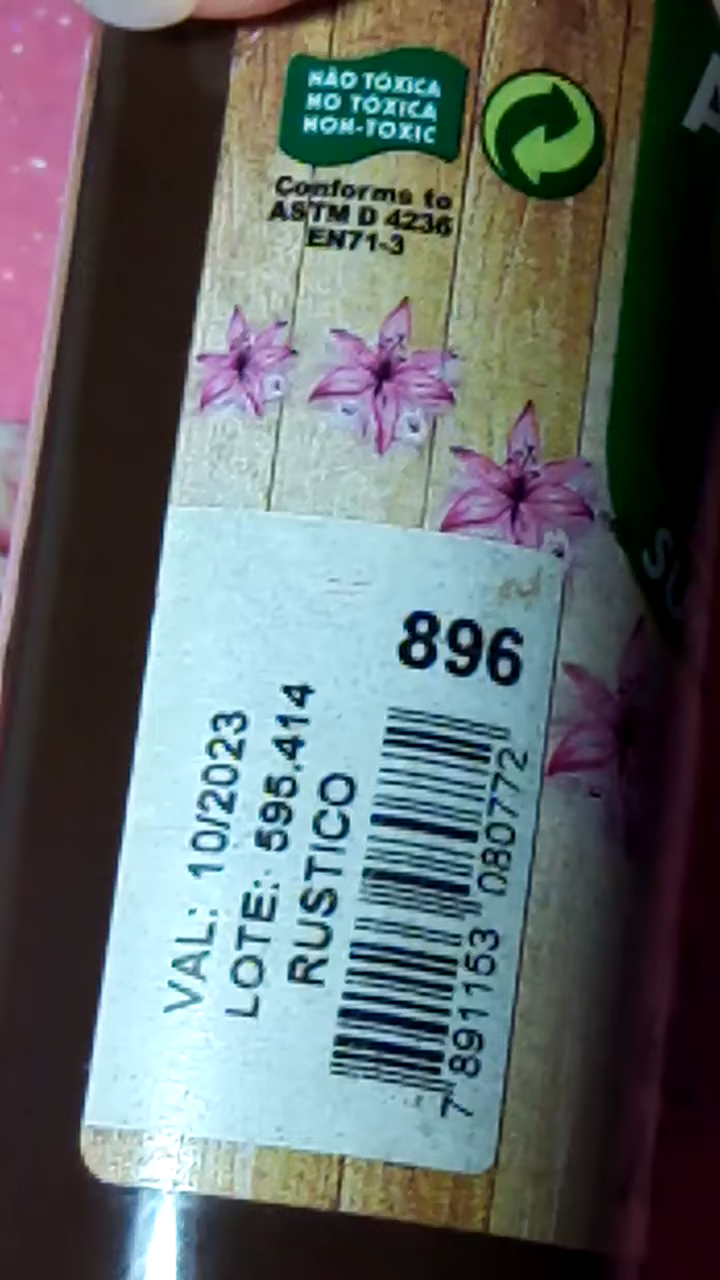 NÃO TÓXICA
NO TÓXICA
NON-TOXIC
Conforms to
ASTM D 4236
EN71-3
896
VAL: 10/2023
LOTE: 595.414
RUSTICO
7 891153 080772